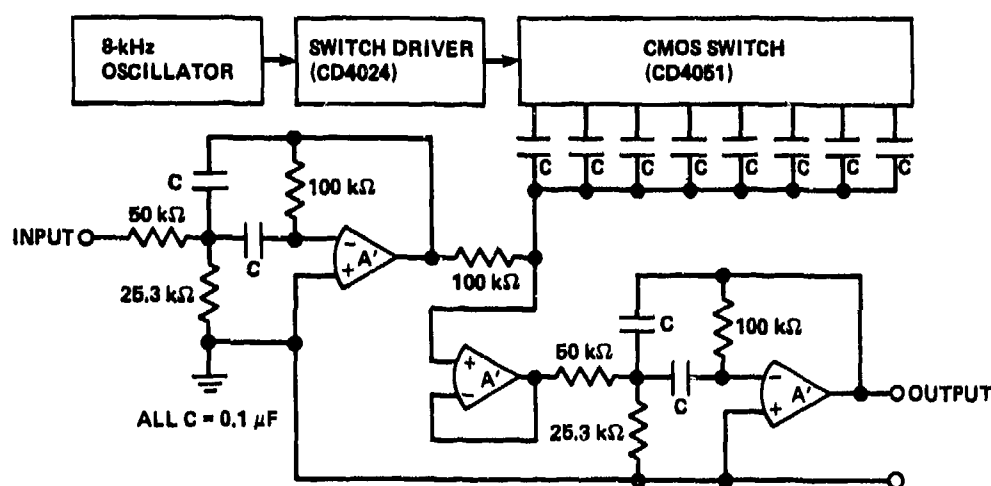 8-kHz
OSCILLATOR
SWITCH DRIVER
(CD4024)
CMOS SWITCH
(CD4051)
C
C
C
C
C
C
C
C
C
100 kΩ
50 kΩ
INPUT
C
−
+
A'
100 kΩ
25.3 kΩ
+
−
A'
50 kΩ
C
100 kΩ
C
−
+
A'
OUTPUT
25.3 kΩ
ALL C = 0.1 µF